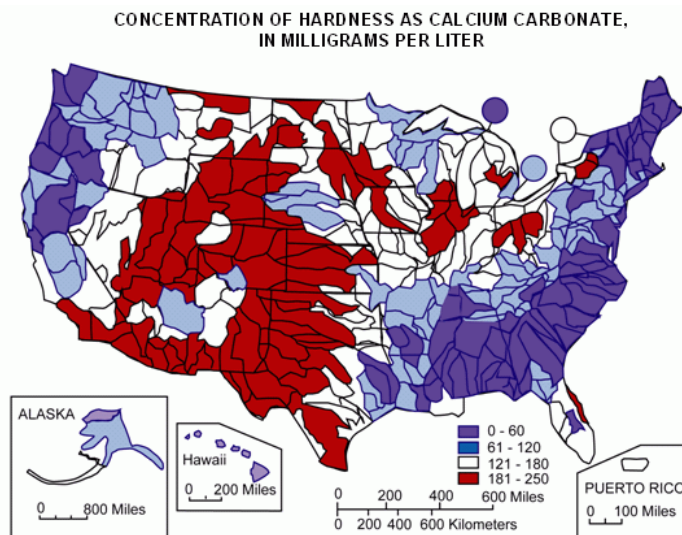 CONCENTRATION OF HARDNESS AS CALCIUM CARBONATE,
IN MILLIGRAMS PER LITER
ALASKA
0 800 Miles
Hawaii
0 200 Miles
0 - 60
61 - 120
121 - 180
181 - 250
0 200 400 600 Miles
0 200 400 600 Kilometers
PUERTO RICO
0 100 Miles